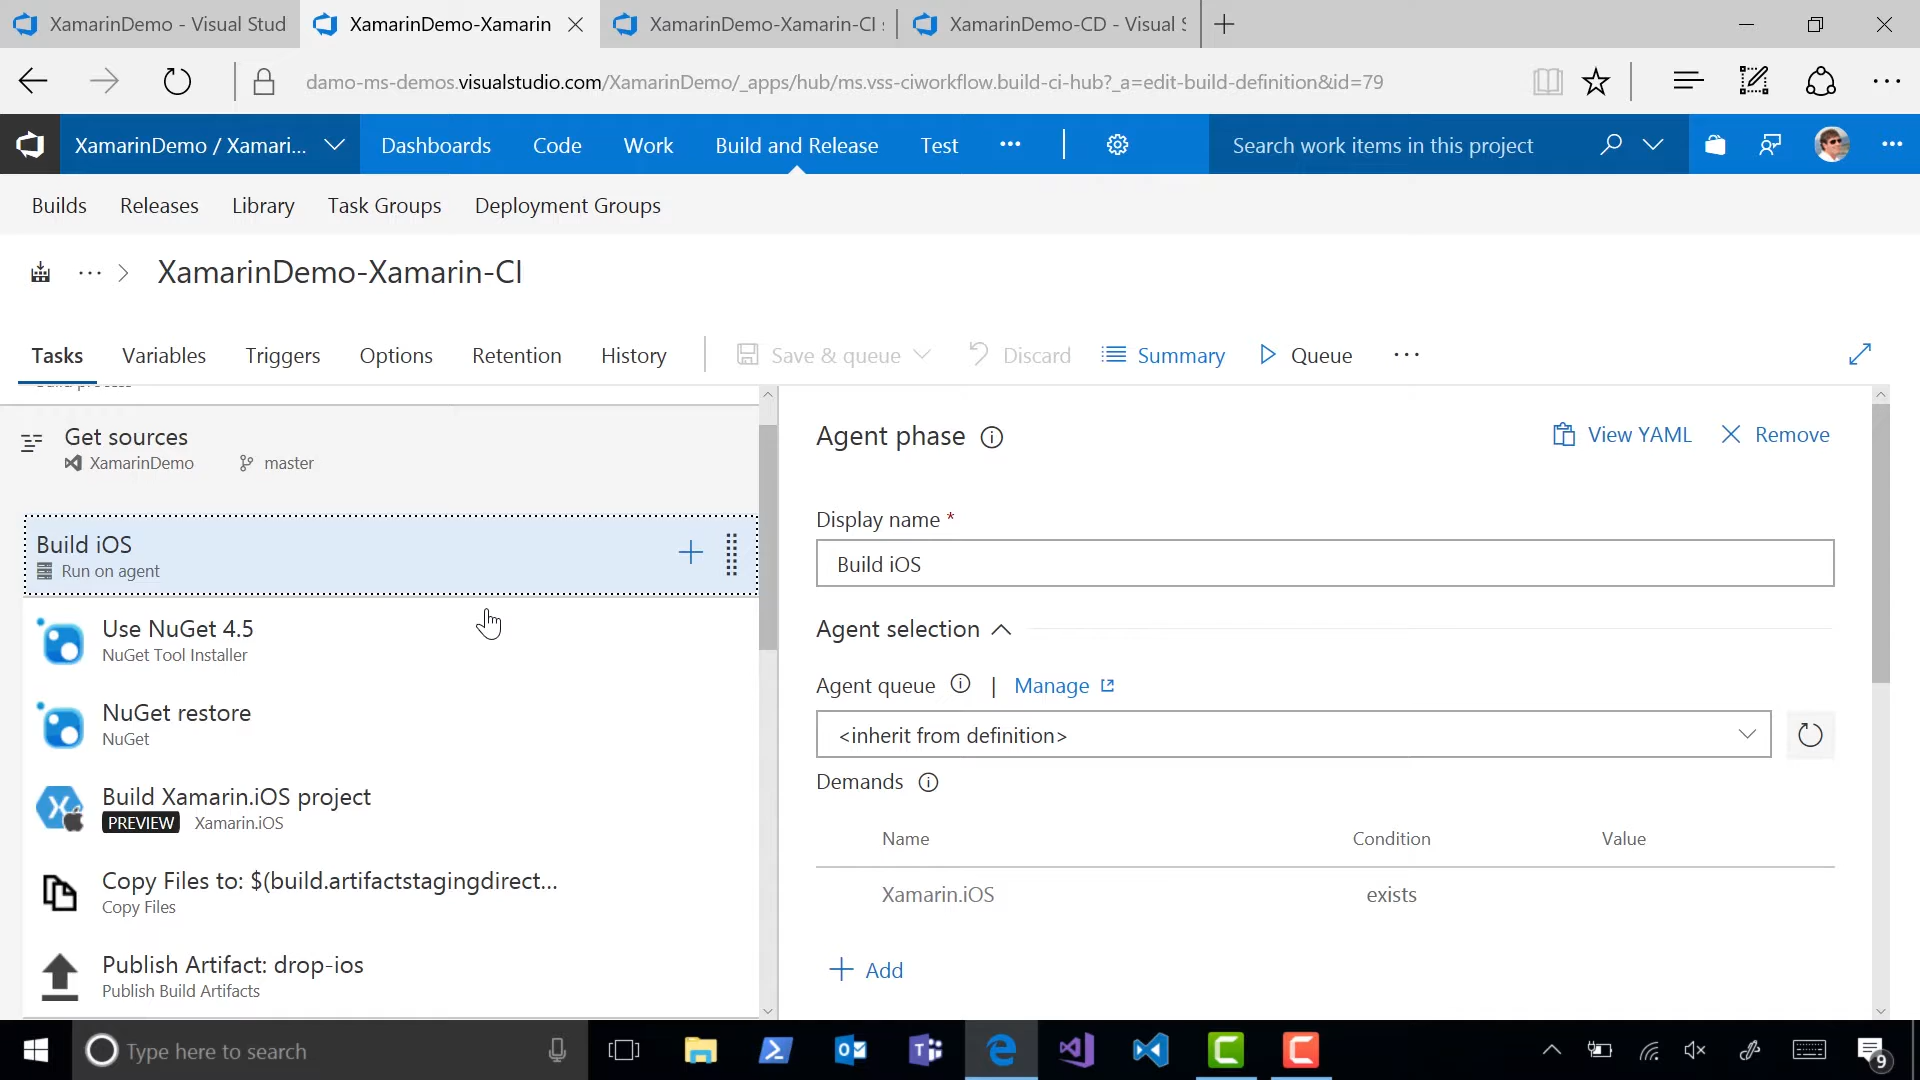 XamarinDemo - Visual Stud
XamarinDemo-Xamarin
XamarinDemo-Xamarin-CI
XamarinDemo-CD - Visual S
damo-ms-demos.visualstudio.com/XamarinDemo/_apps/hub/ms.vss-ciworkflow.build-ci-hub?_a=edit-build-definition&id=79
XamarinDemo / Xamari...
Dashboards
Code
Work
Build and Release
Test
Search work items in this project
Builds
Releases
Library
Task Groups
Deployment Groups
XamarinDemo-Xamarin-CI
Tasks
Variables
Triggers
Options
Retention
History
Save & queue
Discard
Summary
Queue
Build process
Get sources
XamarinDemo
master
Build iOS
Run on agent
Use NuGet 4.5
NuGet Tool Installer
NuGet restore
NuGet
Build Xamarin.iOS project
PREVIEW Xamarin.iOS
Copy Files to: $(build.artifactstagingdirect...
Copy Files
Publish Artifact: drop-ios
Publish Build Artifacts
Agent phase
View YAML
Remove
Display name *
Build iOS
Agent selection
Agent queue
| Manage
<inherit from definition>
Demands
Name
Condition
Value
Xamarin.iOS
exists
Add
Type here to search
9